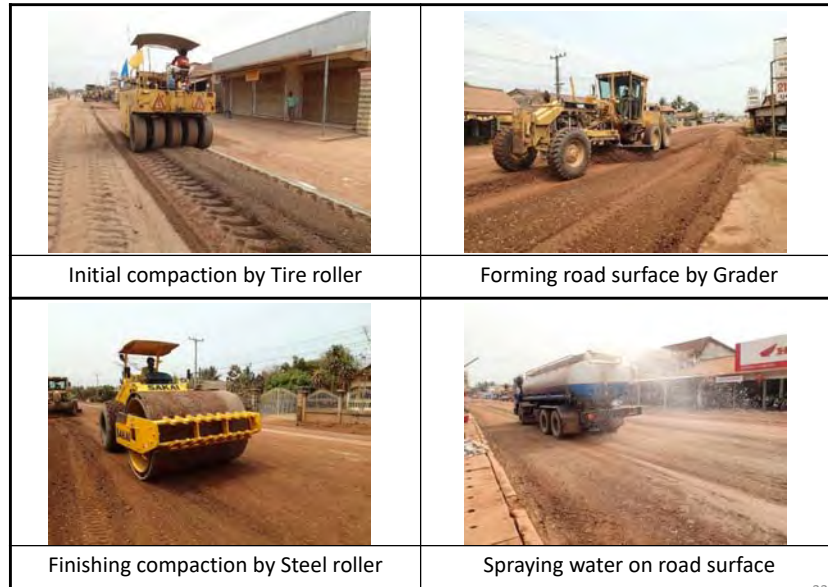 Initial compaction by Tire roller
Forming road surface by Grader
SAKAI
SAKAI
Finishing compaction by Steel roller
Spraying water on road surface